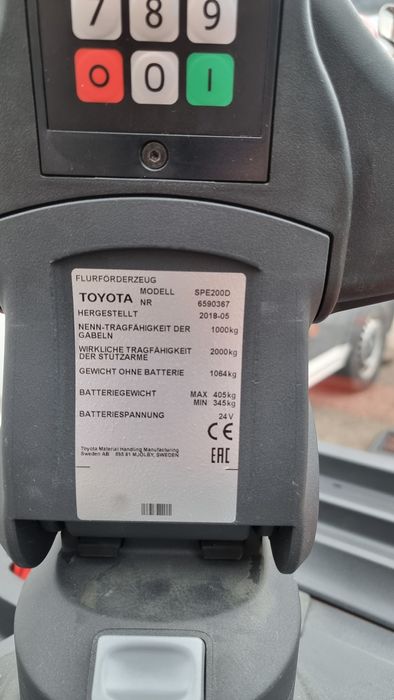 7 8 9
O 0 I
FLURFÖRDERZEUG
TOYOTA MODELL SPE200D
NR 6590367
HERGESTELLT 2018-05
NENN-TRAGFÄHIGKEIT DER GABELN 1000kg
WIRKLICHE TRAGFÄHIGKEIT DER STUTZARME 2000kg
GEWICHT OHNE BATTERIE 1064kg
BATTERIEGEWICHT MAX 405kg
MIN 345kg
BATTERIESPANNUNG 24V
CE
EAC
Toyota Material Handling Manufacturing
Sweden AB 595 81 MJÖLBY, SWEDEN